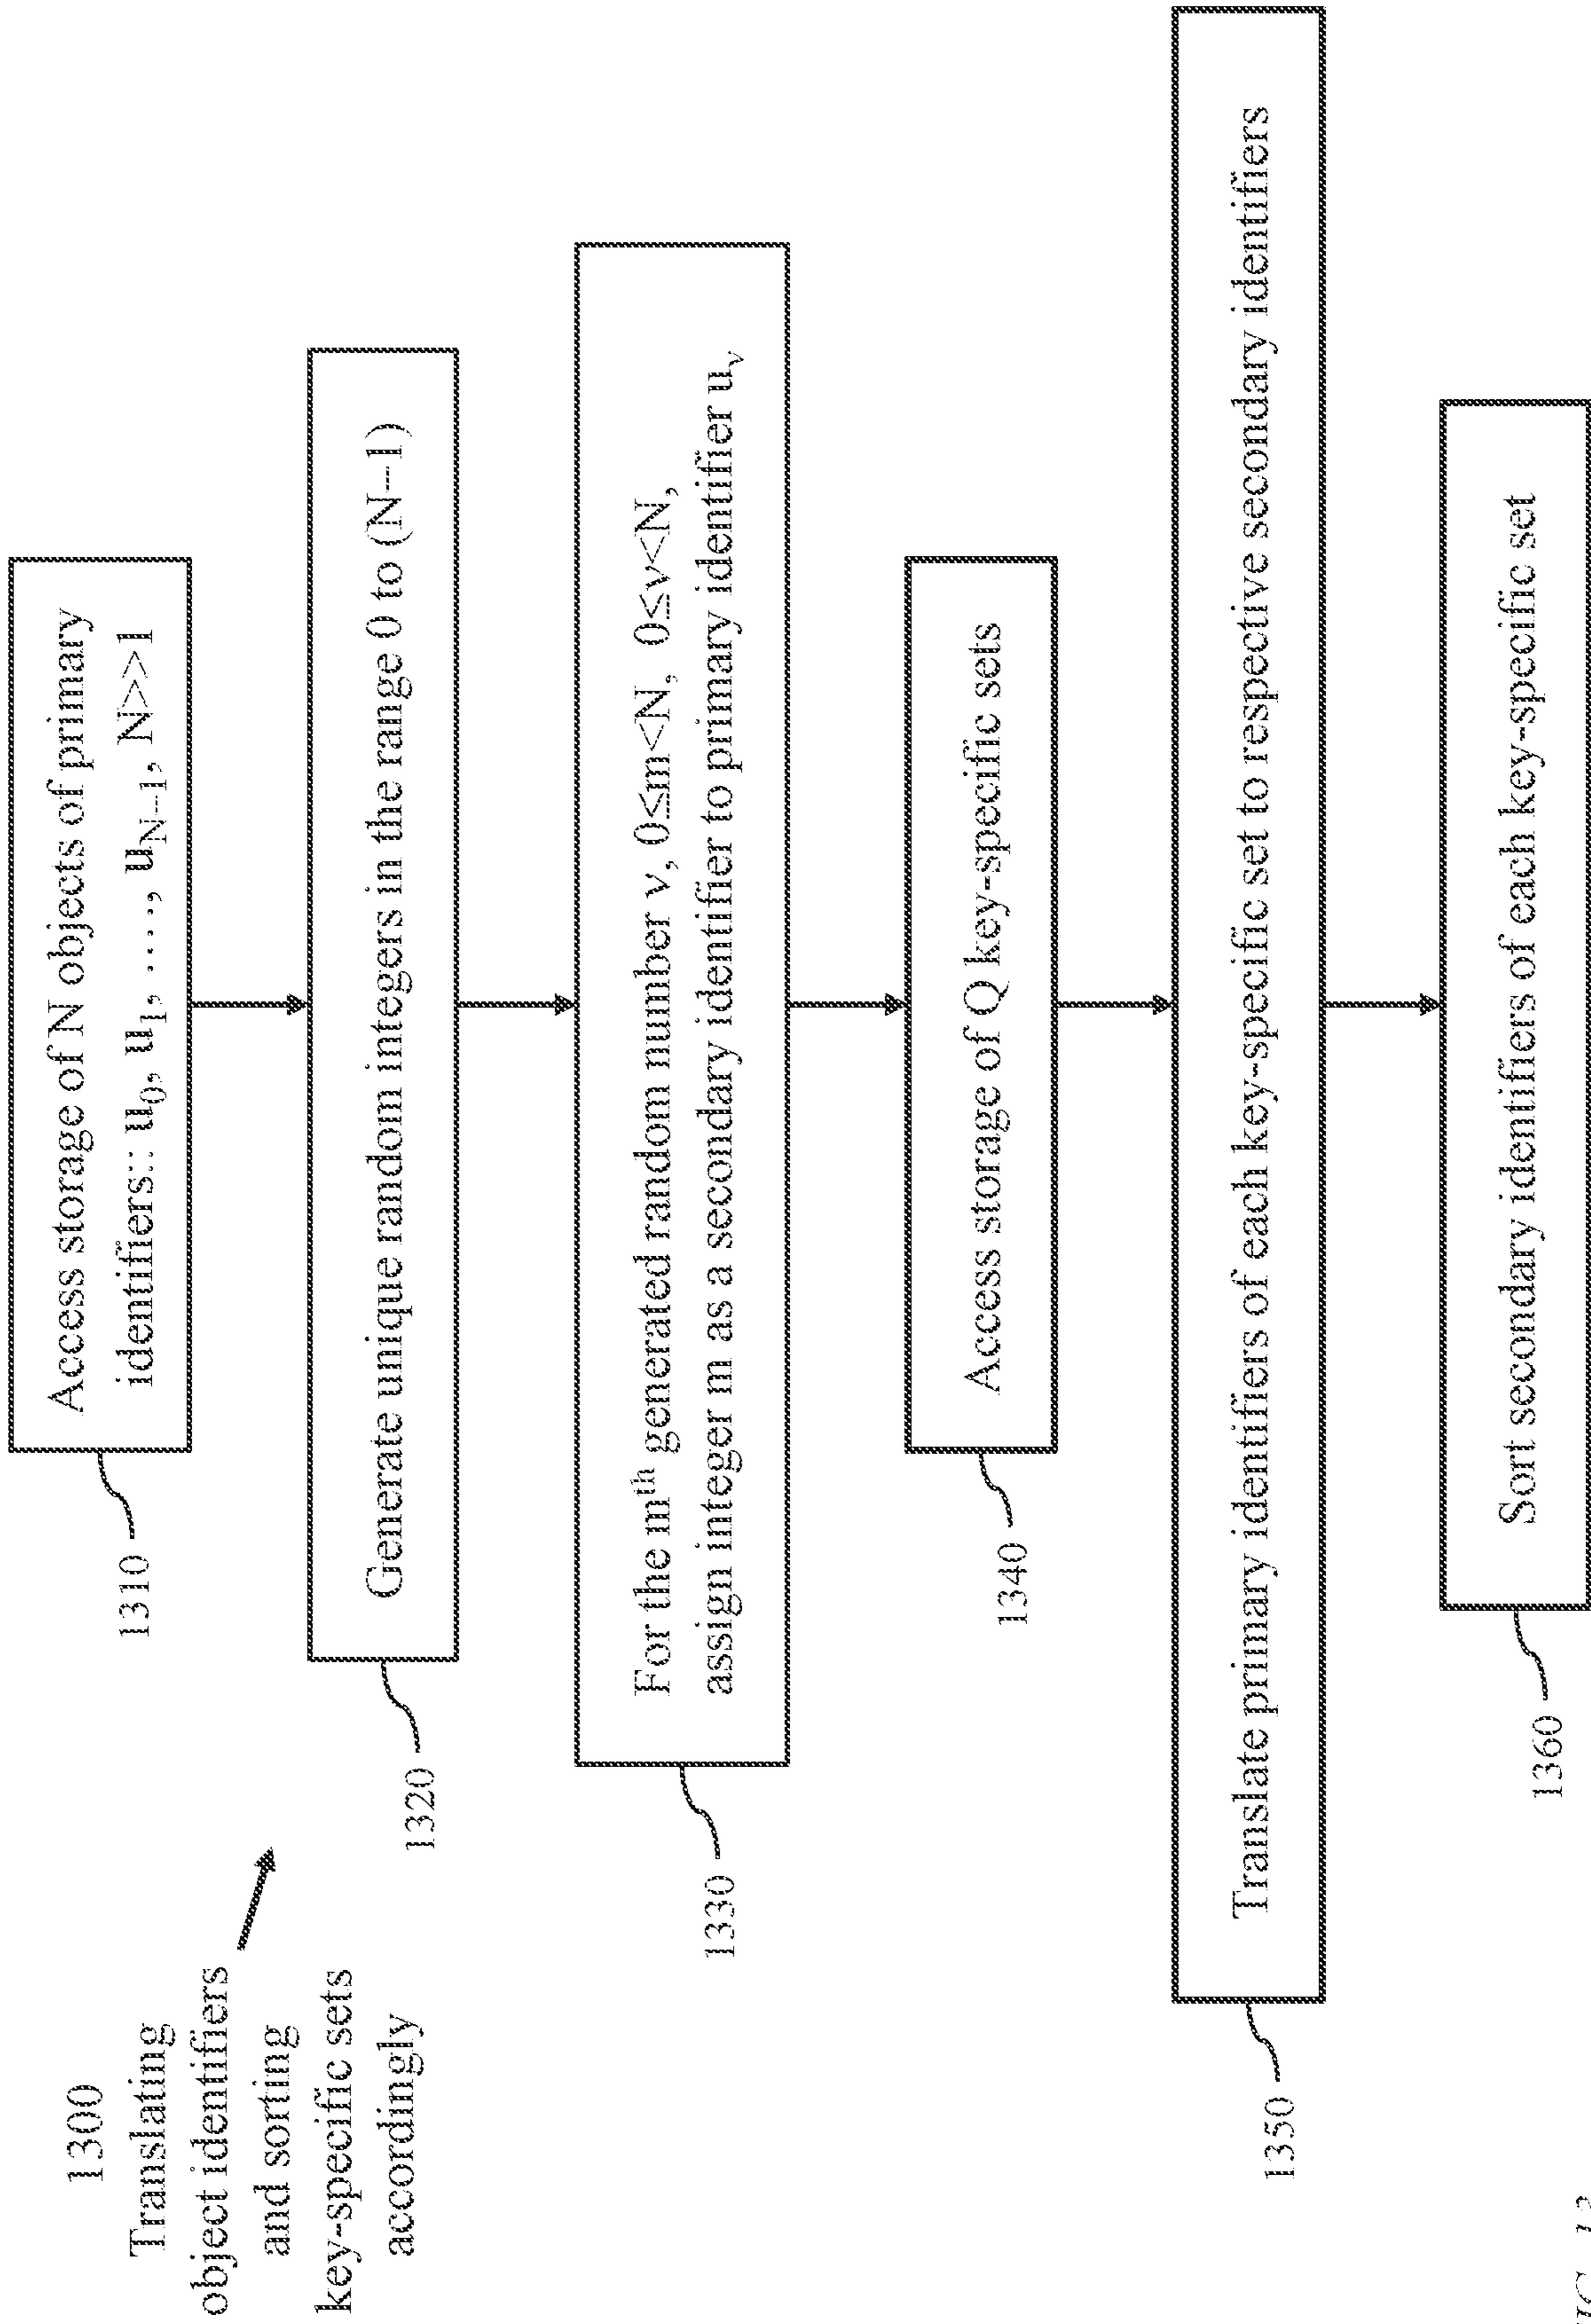 1300
Translating
object identifiers
and sorting
key-specific sets
accordingly
1310
Access storage of N objects of primary
identifiers:: u₀, u₁, ...., u_N−1, N>>1
1320
Generate unique random integers in the range 0 to (N−1)
1330
For the mᵗʰ generated random number ν, 0≤m<N, 0≤ν<N,
assign integer m as a secondary identifier to primary identifier u_ν
1340
Access storage of Q key-specific sets
1350
Translate primary identifiers of each key-specific set to respective secondary identifiers
1360
Sort secondary identifiers of each key-specific set